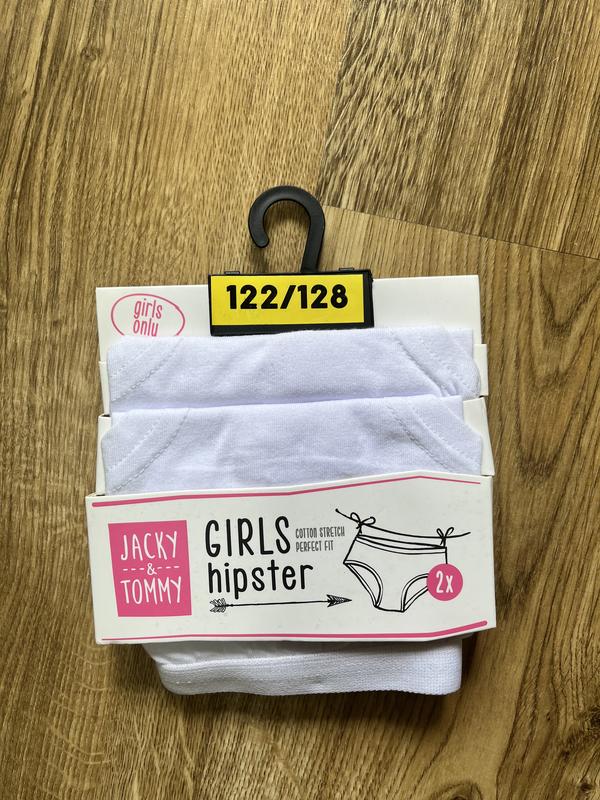 122/128
girls
only
JACKY
&
TOMMY
GIRLS
hipster
COTTON STRETCH
PERFECT FIT
2x